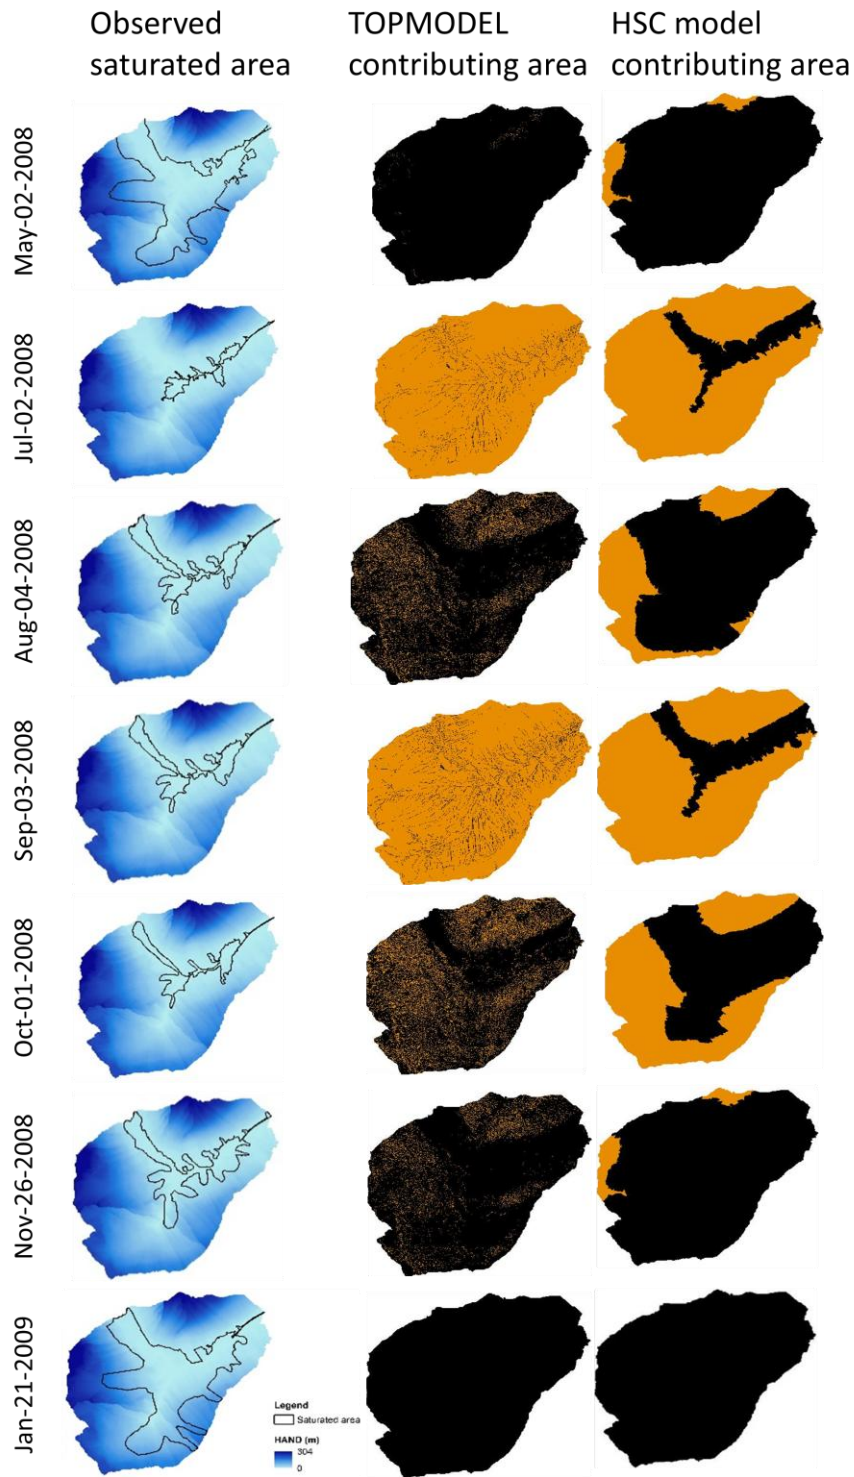 Observed
saturated area
TOPMODEL
contributing area
HSC model
contributing area
May-02-2008
Jul-02-2008
Aug-04-2008
Sep-03-2008
Oct-01-2008
Nov-26-2008
Jan-21-2009
Legend
Saturated area
HAND (m)
304
0